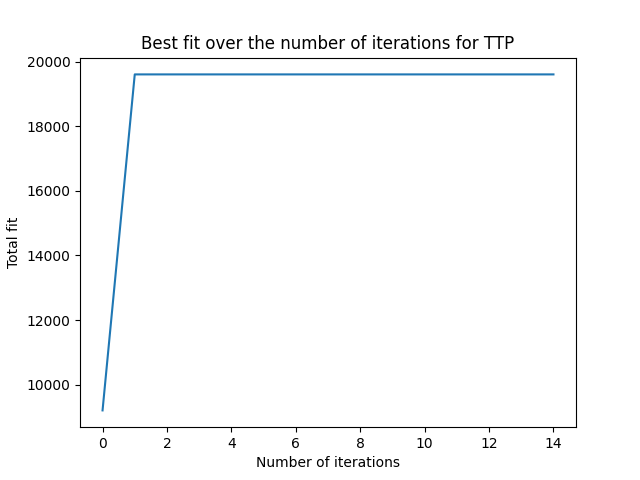 Best fit over the number of iterations for TTP
20000
18000
16000
14000
12000
10000
Total fit
0 2 4 6 8 10 12 14
Number of iterations